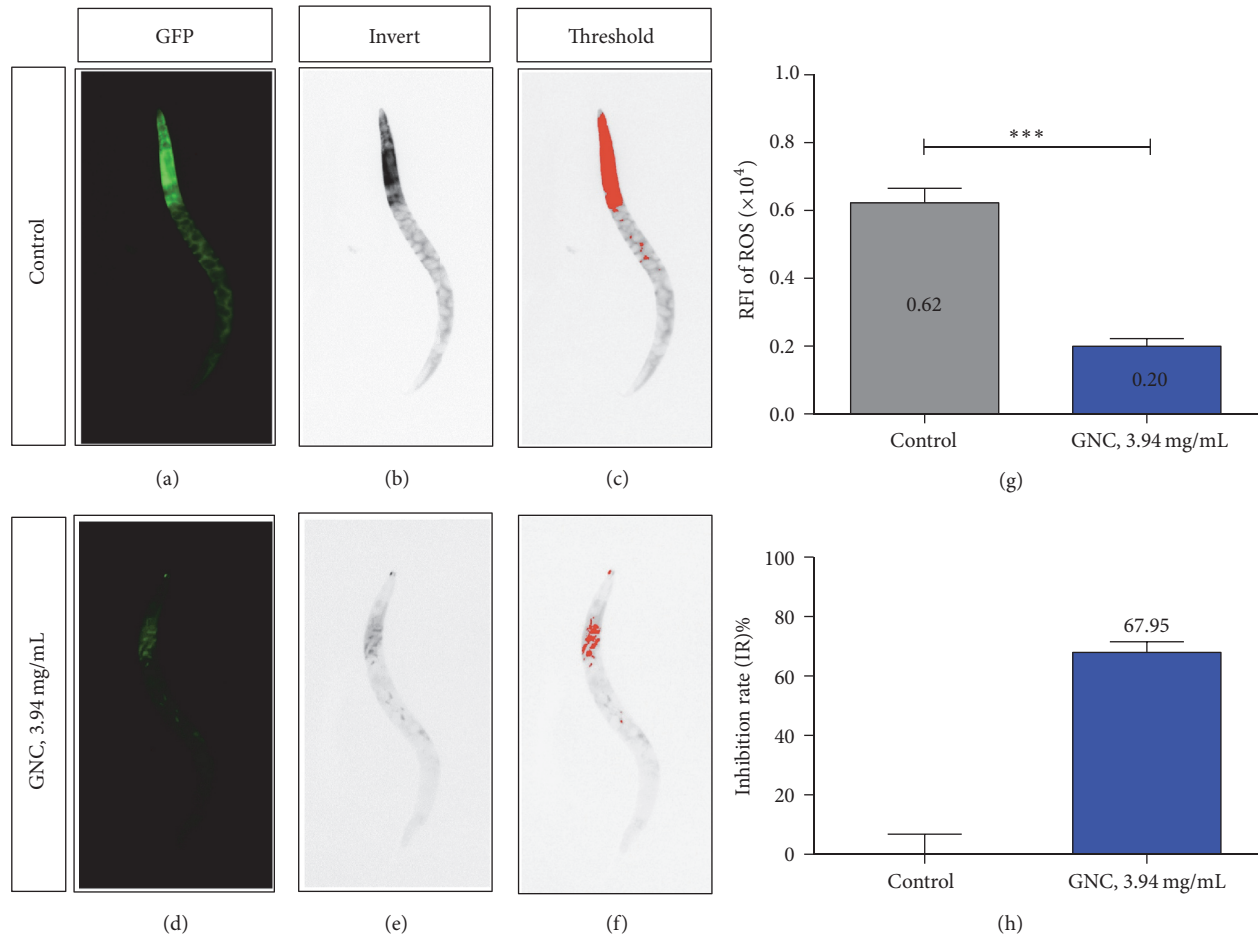 GFP
Invert
Threshold
Control
(a)
(b)
(c)
GNC, 3.94 mg/mL
(d)
(e)
(f)
RFI of ROS (×10⁴)
1.0
0.8
0.6
0.4
0.2
0.0
***
0.62
0.20
Control
GNC, 3.94 mg/mL
(g)
Inhibition rate (IR)%
100
80
60
40
20
0
67.95
Control
GNC, 3.94 mg/mL
(h)